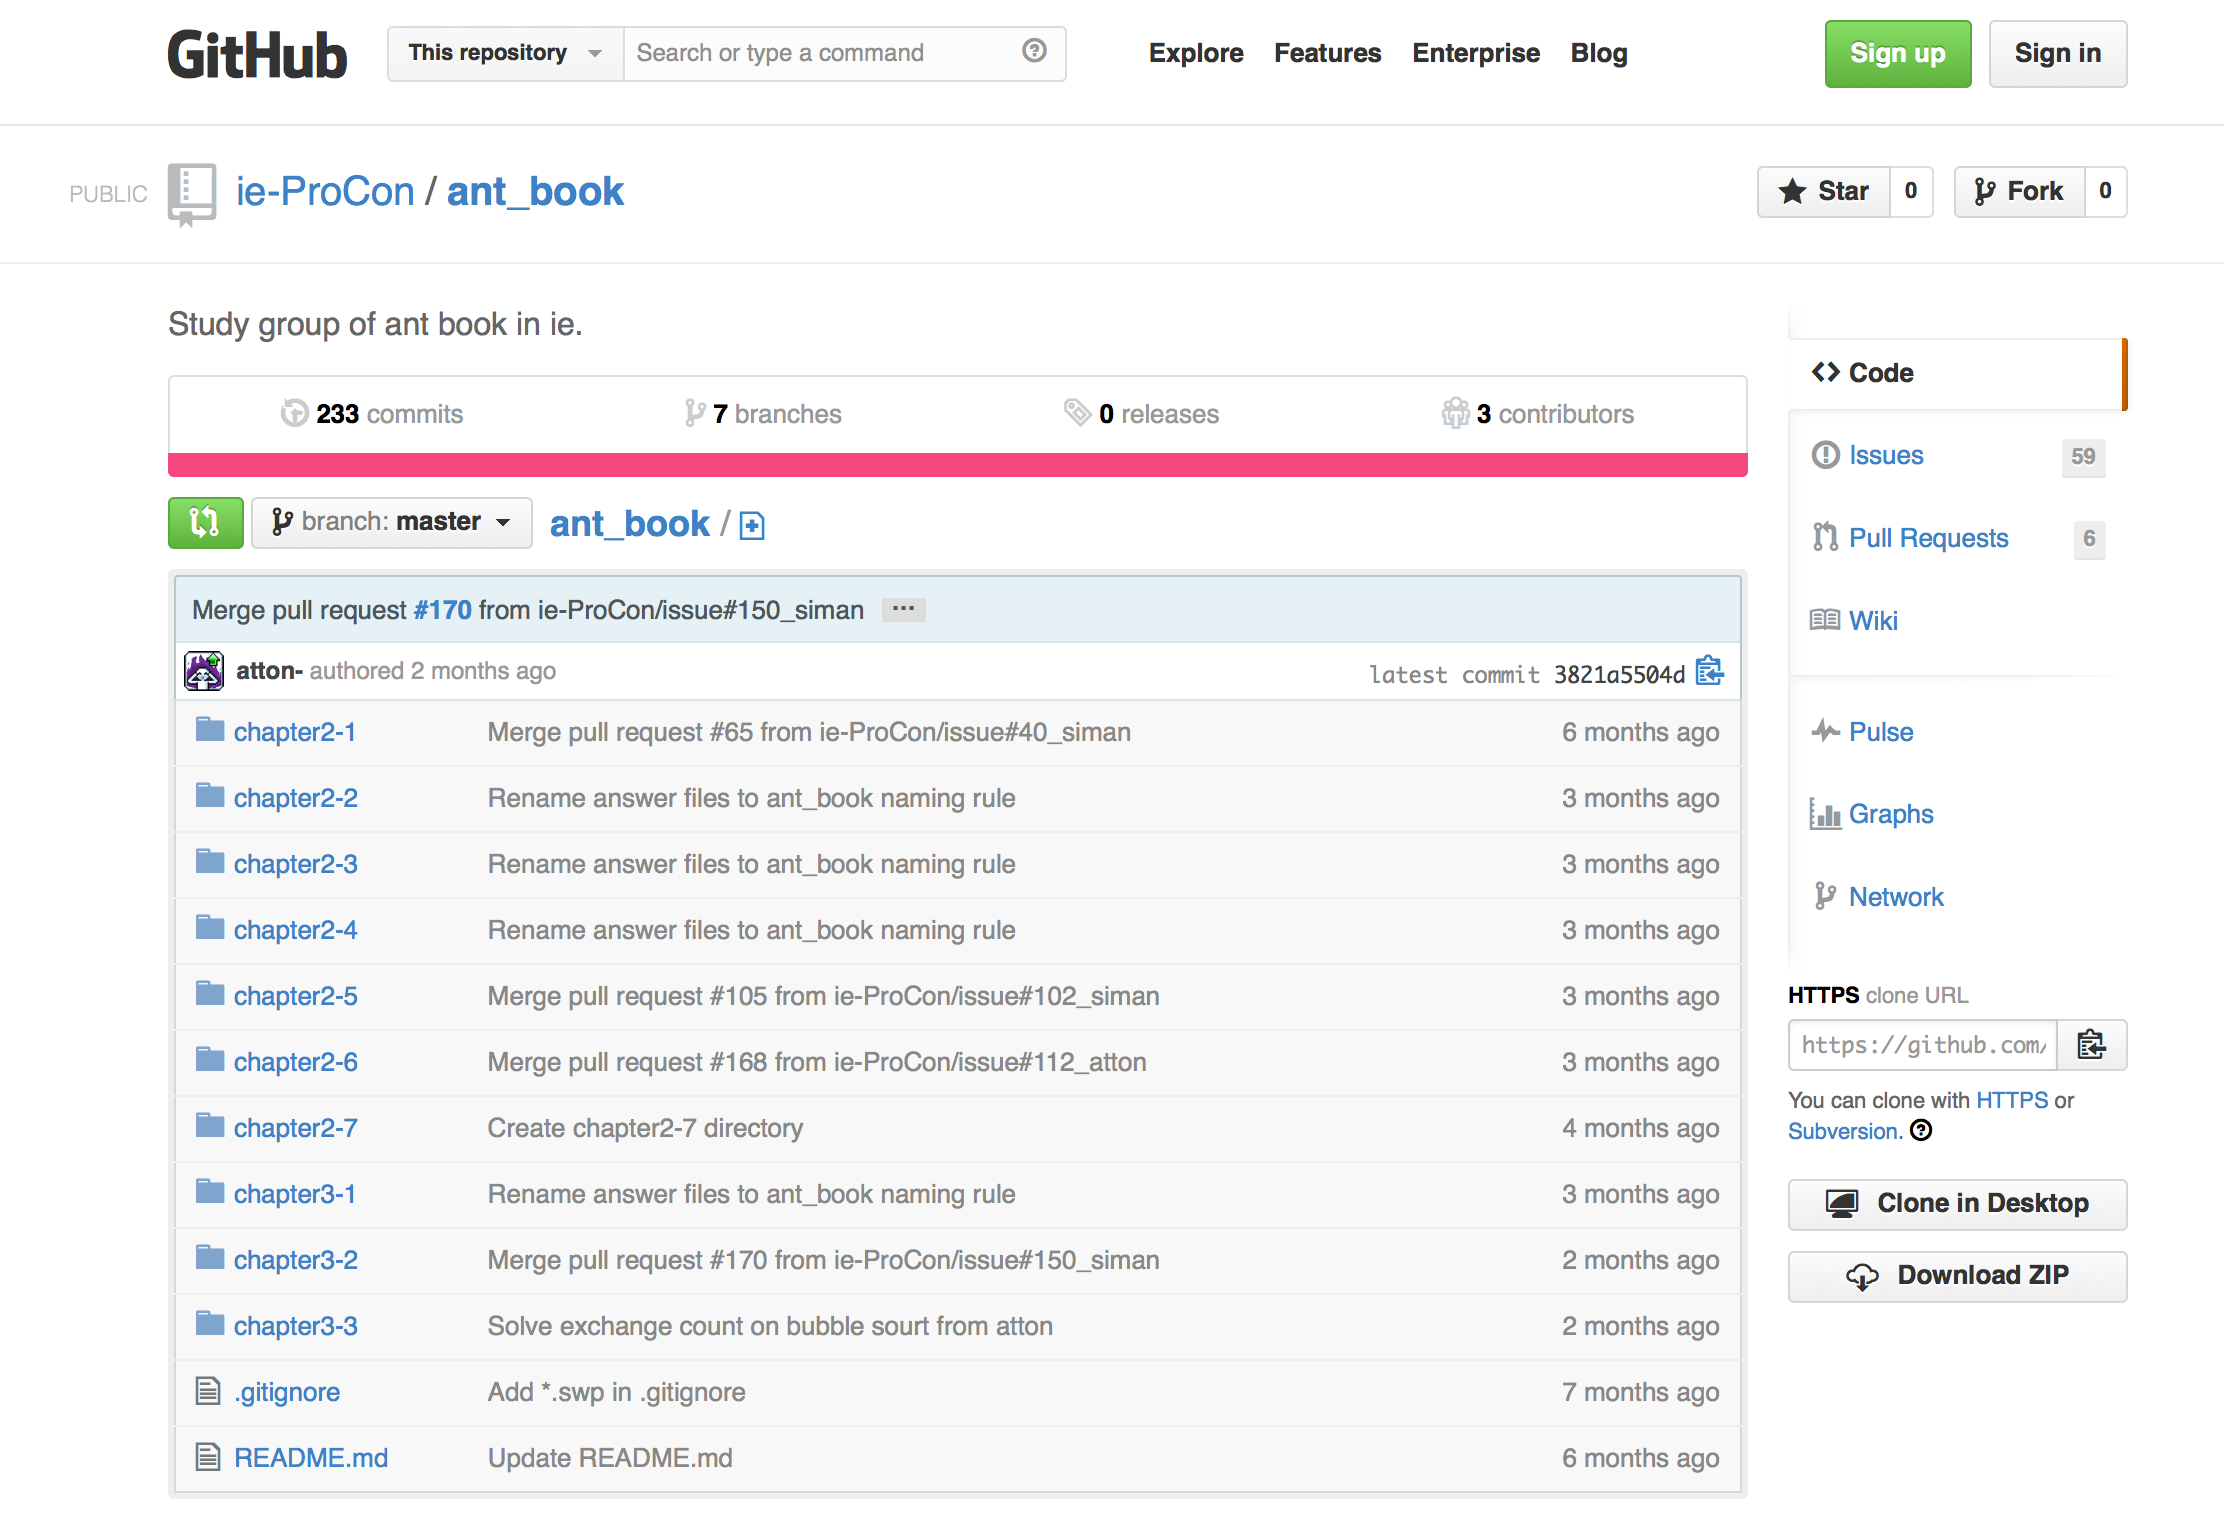 GitHub This repository Search or type a command Explore Features Enterprise Blog Sign up Sign in
PUBLIC ie-ProCon / ant_book Star 0 Fork 0
Study group of ant book in ie.
233 commits 7 branches 0 releases 3 contributors
branch: master ant_book /
Merge pull request #170 from ie-ProCon/issue#150_siman ...
atton- authored 2 months ago latest commit 3821a5504d
chapter2-1 Merge pull request #65 from ie-ProCon/issue#40_siman 6 months ago
chapter2-2 Rename answer files to ant_book naming rule 3 months ago
chapter2-3 Rename answer files to ant_book naming rule 3 months ago
chapter2-4 Rename answer files to ant_book naming rule 3 months ago
chapter2-5 Merge pull request #105 from ie-ProCon/issue#102_siman 3 months ago
chapter2-6 Merge pull request #168 from ie-ProCon/issue#112_atton 3 months ago
chapter2-7 Create chapter2-7 directory 4 months ago
chapter3-1 Rename answer files to ant_book naming rule 3 months ago
chapter3-2 Merge pull request #170 from ie-ProCon/issue#150_siman 2 months ago
chapter3-3 Solve exchange count on bubble sourt from atton 2 months ago
.gitignore Add *.swp in .gitignore 7 months ago
README.md Update README.md 6 months ago
Code
Issues 59
Pull Requests 6
Wiki
Pulse
Graphs
Network
HTTPS clone URL
https://github.com/
You can clone with HTTPS or
Subversion.
Clone in Desktop
Download ZIP